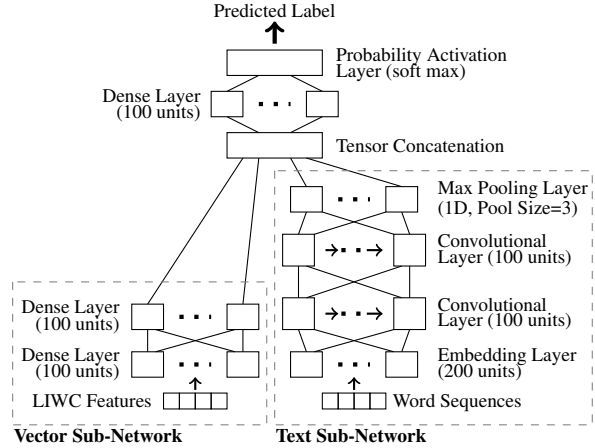 Predicted Label
Probability Activation
Layer (soft max)
Dense Layer
(100 units)
Tensor Concatenation
Max Pooling Layer
(1D, Pool Size=3)
Convolutional
Layer (100 units)
Dense Layer
(100 units)
Convolutional
Layer (100 units)
Dense Layer
(100 units)
Embedding Layer
(200 units)
LIWC Features
Word Sequences
Vector Sub-Network
Text Sub-Network